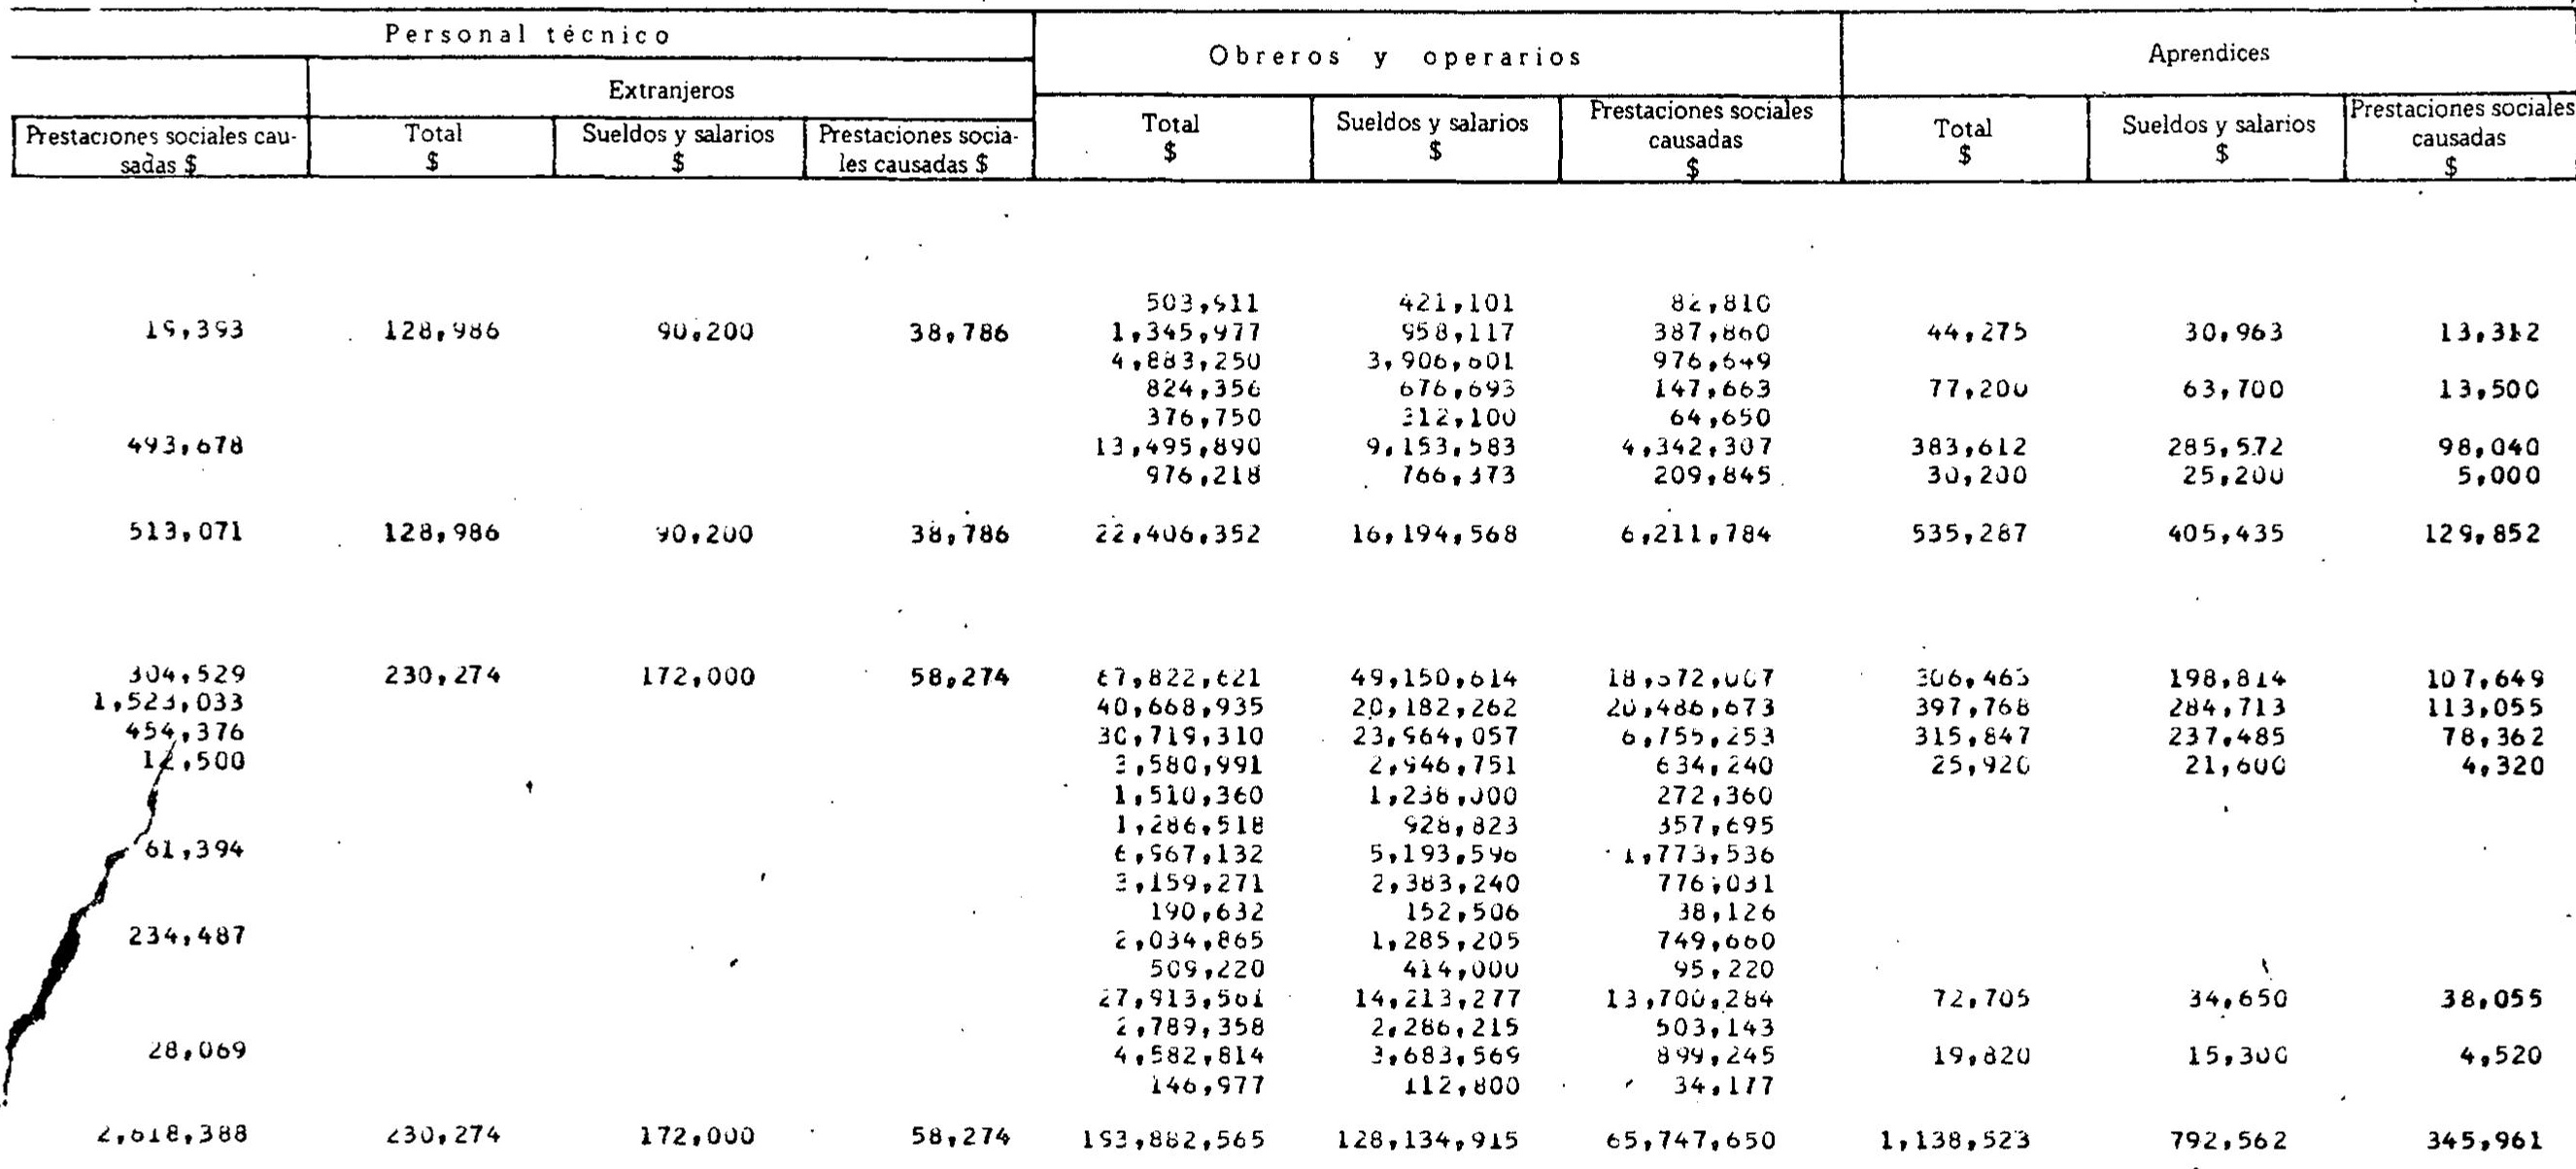 Personal técnico Obreros y operarios Aprendices
Extranjeros
Prestaciones sociales cau-
sadas $
Total
$
Sueldos y salarios
$
Prestaciones socia-
les causadas $
Total
$
Sueldos y salarios
$
Prestaciones sociales
causadas
$
Total
$
Sueldos y salarios
$
Prestaciones sociales
causadas
$
503,911 421,101 82,810
19,393 128,986 90,200 38,786 1,345,977 958,117 387,860 44,275 30,963 13,312
4,883,250 3,906,601 976,649
824,356 676,693 147,663 77,200 63,700 13,500
376,750 312,100 64,650
493,678 13,495,890 9,153,583 4,342,307 383,612 285,572 98,040
976,218 766,373 209,845 30,200 25,200 5,000
513,071 128,986 90,200 38,786 22,406,352 16,194,568 6,211,784 535,287 405,435 129,852
304,529 230,274 172,000 58,274 67,822,621 49,150,614 18,672,007 306,463 198,814 107,649
1,523,033 40,668,935 20,182,262 20,486,673 397,768 284,713 113,055
454,376 30,719,310 23,964,057 6,755,253 315,847 237,485 78,362
12,500 3,580,991 2,946,751 634,240 25,920 21,600 4,320
1,510,360 1,238,000 272,360
1,286,518 928,823 357,695
61,394 6,967,132 5,193,596 1,773,536
3,159,271 2,383,240 776,031
190,632 152,506 38,126
234,487 2,034,865 1,285,205 749,660
509,220 414,000 95,220
27,913,561 14,213,277 13,700,284 72,705 34,650 38,055
2,789,358 2,286,215 503,143
28,069 4,582,814 3,683,569 899,245 19,820 15,300 4,520
146,977 112,800 34,177
2,618,388 230,274 172,000 58,274 193,882,565 128,134,915 65,747,650 1,138,523 792,562 345,961